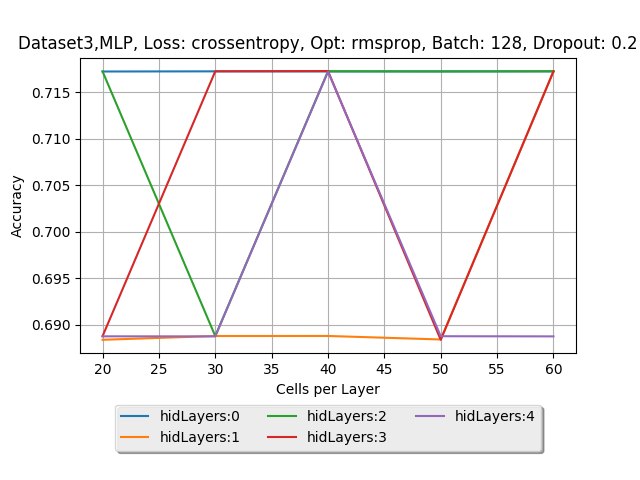 Dataset3,MLP, Loss: crossentropy, Opt: rmsprop, Batch: 128, Dropout: 0.2
0.715
0.710
0.705
0.700
0.695
0.690
Accuracy
20 25 30 35 40 45 50 55 60
Cells per Layer
hidLayers:0 hidLayers:2 hidLayers:4
hidLayers:1 hidLayers:3